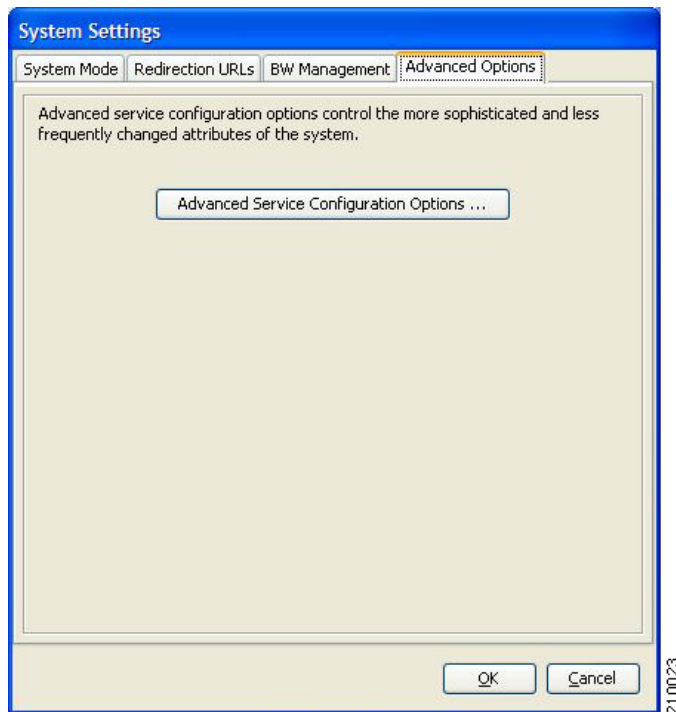 System Settings
System Mode Redirection URLs BW Management Advanced Options
Advanced service configuration options control the more sophisticated and less
frequently changed attributes of the system.
Advanced Service Configuration Options ...
OK Cancel
210023